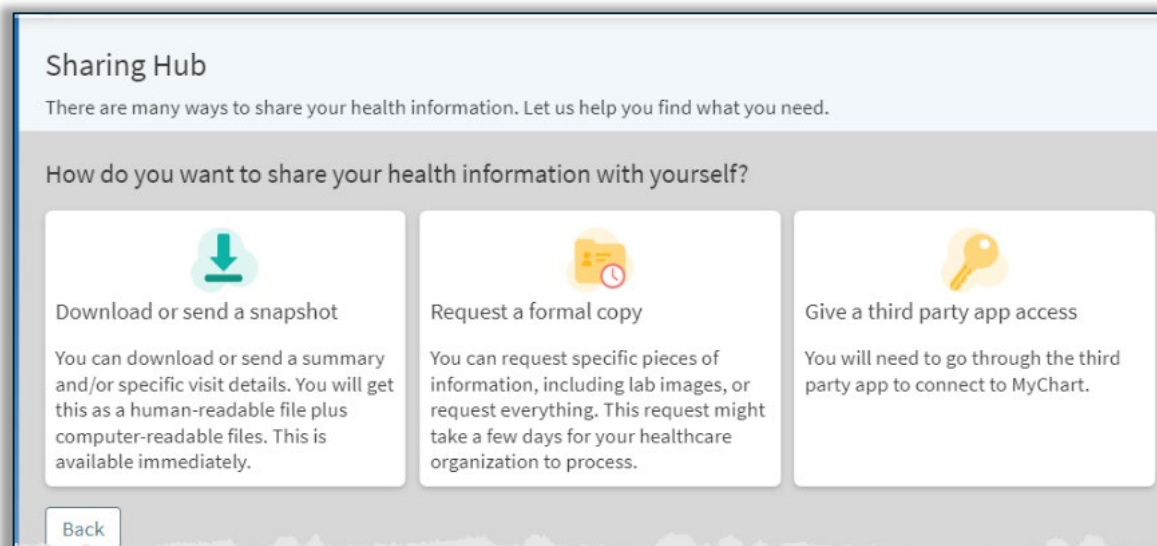 Sharing Hub
There are many ways to share your health information. Let us help you find what you need.
How do you want to share your health information with yourself?
Download or send a snapshot
You can download or send a summary
and/or specific visit details. You will get
this as a human-readable file plus
computer-readable files. This is
available immediately.
Request a formal copy
You can request specific pieces of
information, including lab images, or
request everything. This request might
take a few days for your healthcare
organization to process.
Give a third party app access
You will need to go through the third
party app to connect to MyChart.
Back